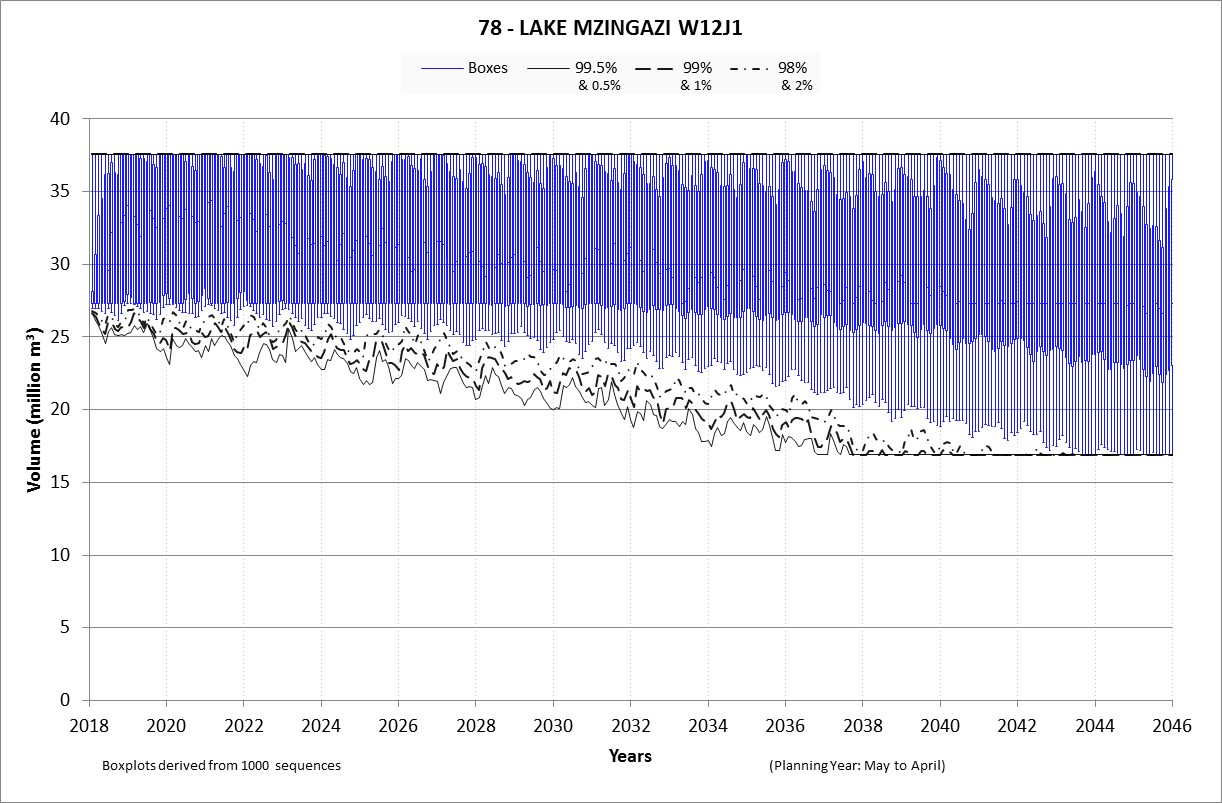 78 - LAKE MZINGAZI W12J1
Boxes 99.5% 99% 98%
& 0.5% & 1% & 2%
40
35
30
25
20
15
10
5
0
Volume (million m³)
2018 2020 2022 2024 2026 2028 2030 2032 2034 2036 2038 2040 2042 2044 2046
Years
Boxplots derived from 1000 sequences
(Planning Year: May to April)